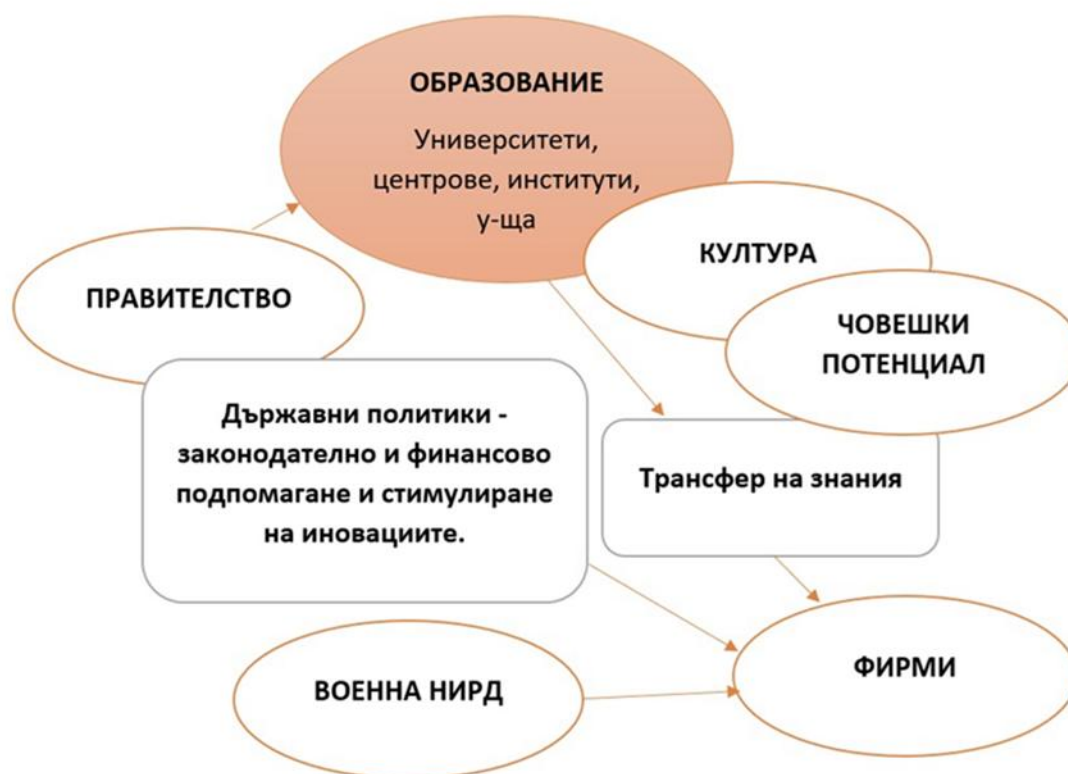 ОБРАЗОВАНИЕ
Университети,
центрове, институти,
у-ща
КУЛТУРА
ПРАВИТЕЛСТВО
ЧОВЕШКИ
ПОТЕНЦИАЛ
Държавни политики -
законодателно и финансово
подпомагане и стимулиране
на иновациите.
Трансфер на знания
ФИРМИ
ВОЕННА НИРД